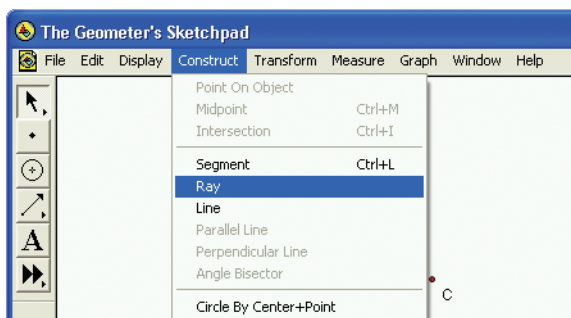 The Geometer's Sketchpad
File Edit Display Construct Transform Measure Graph Window Help
Point On Object
Midpoint Ctrl+M
Intersection Ctrl+I
Segment Ctrl+L
Ray
Line
Parallel Line
Perpendicular Line
Angle Bisector
C
Circle By Center+Point
A